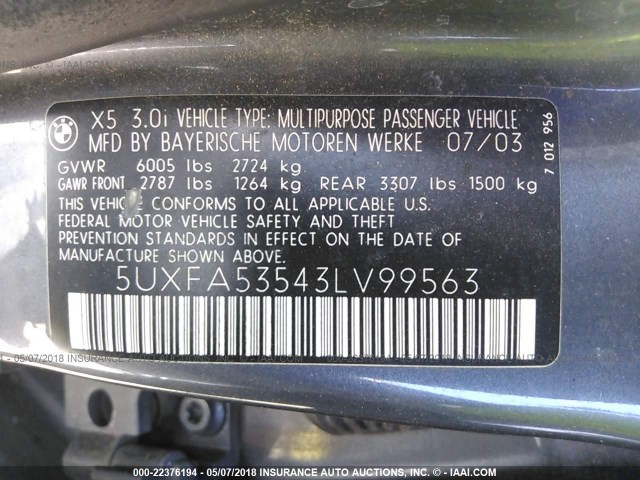 X5 3.0i VEHICLE TYPE: MULTIPURPOSE PASSENGER VEHICLE
MFD BY BAYERISCHE MOTOREN WERKE 07/03
GVWR 6005 lbs 2724 kg
GAWR FRONT 2787 lbs 1264 kg REAR 3307 lbs 1500 kg
THIS VEHICLE CONFORMS TO ALL APPLICABLE U.S.
FEDERAL MOTOR VEHICLE SAFETY AND THEFT
PREVENTION STANDARDS IN EFFECT ON THE DATE OF
MANUFACTURE SHOWN ABOVE.
5UXFA53543LV99563
7 012 956
000-22376194 - 05/07/2018 INSURANCE AUTO AUCTIONS, INC. - IAAI.COM